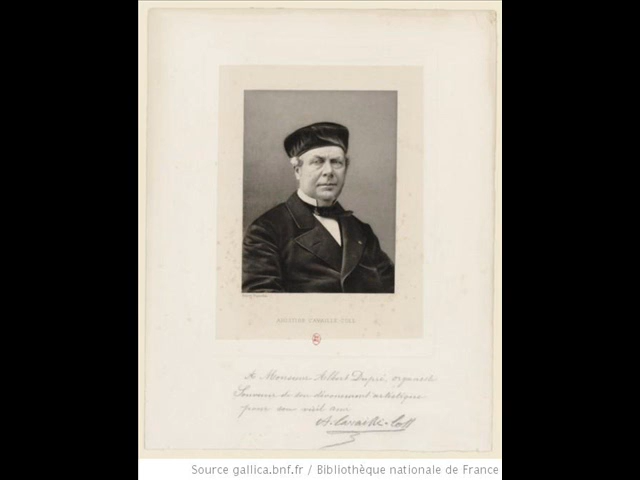 ARISTIDE CAVAILLÉ-COLL
A Monsieur Albert Dupré, organiste
Souvenir de son dévouement artistique
pour son vieil ami
A. Cavaillé-Coll
Source gallica.bnf.fr / Bibliothèque nationale de France